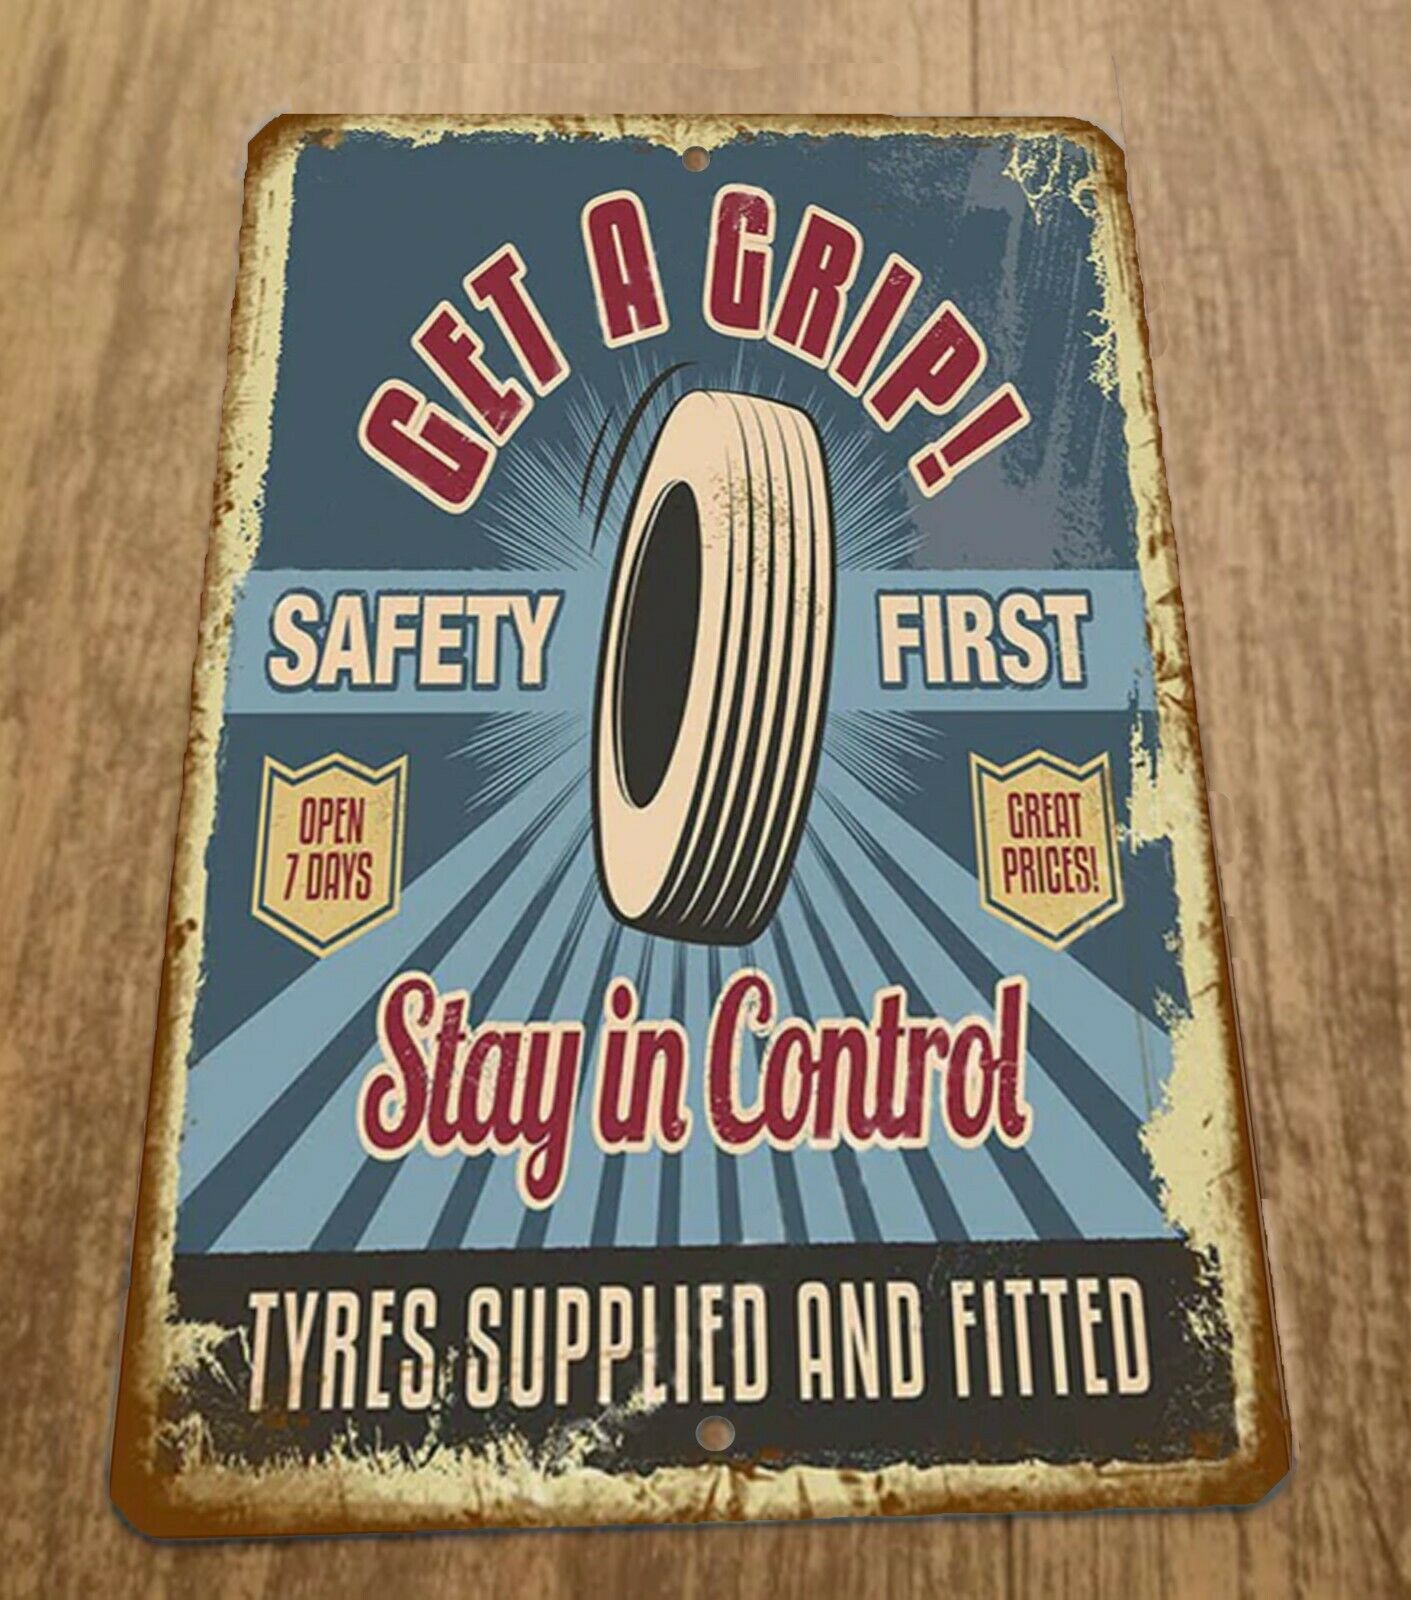 GET A GRIP!
SAFETY FIRST
OPEN
7 DAYS
GREAT
PRICES!
Stay in Control
TYRES SUPPLIED AND FITTED